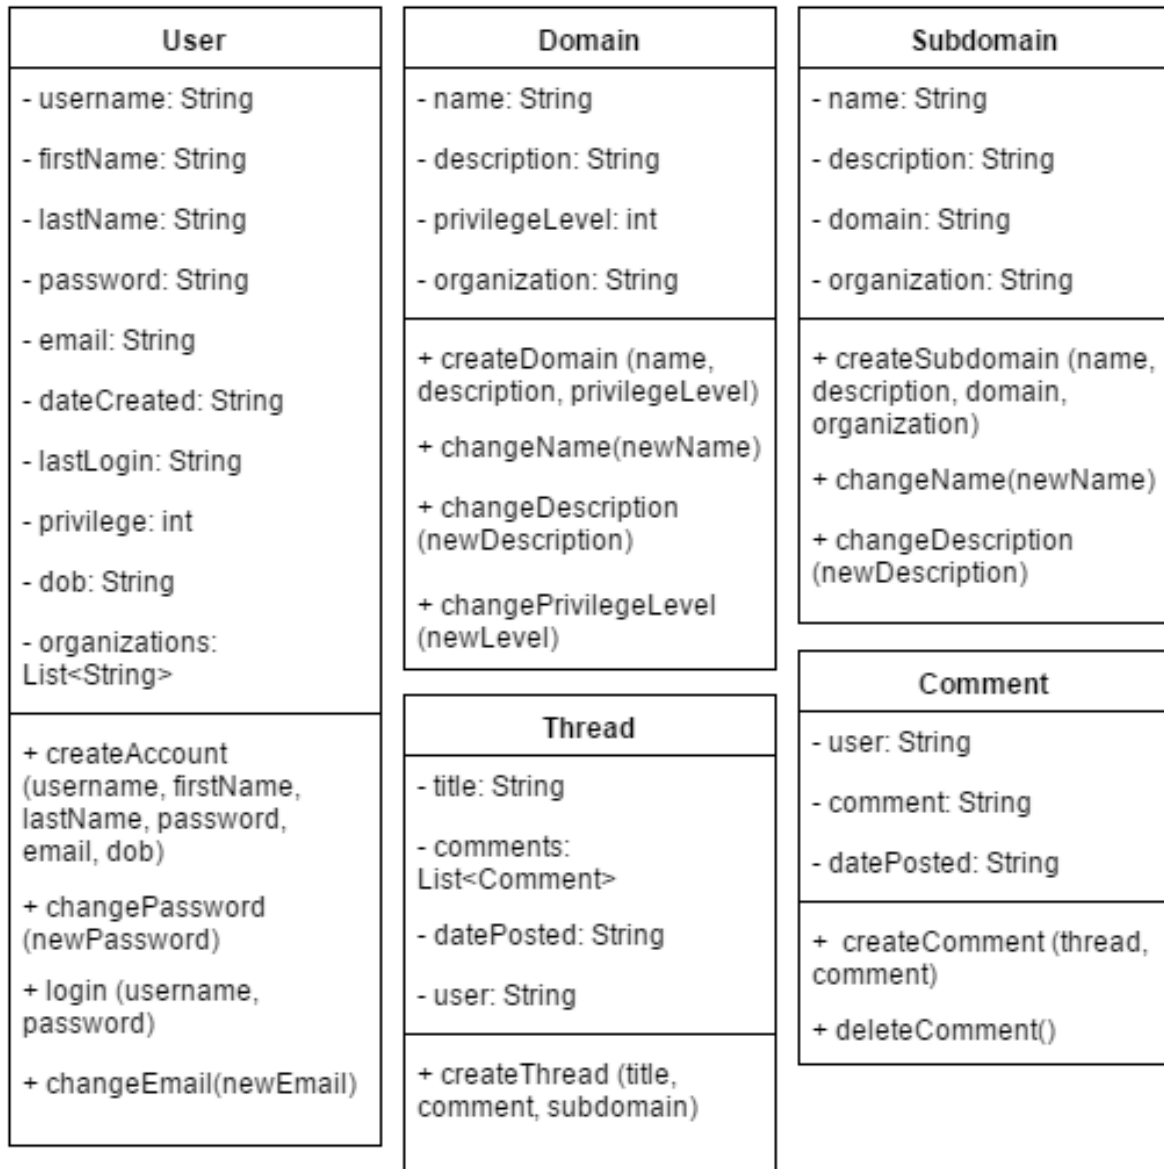 User
- username: String
- firstName: String
- lastName: String
- password: String
- email: String
- dateCreated: String
- lastLogin: String
- privilege: int
- dob: String
- organizations:
List<String>
+ createAccount
(username, firstName,
lastName, password,
email, dob)
+ changePassword
(newPassword)
+ login (username,
password)
+ changeEmail(newEmail)
Domain
- name: String
- description: String
- privilegeLevel: int
- organization: String
+ createDomain (name,
description, privilegeLevel)
+ changeName(newName)
+ changeDescription
(newDescription)
+ changePrivilegeLevel
(newLevel)
Thread
- title: String
- comments:
List<Comment>
- datePosted: String
- user: String
+ createThread (title,
comment, subdomain)
Subdomain
- name: String
- description: String
- domain: String
- organization: String
+ createSubdomain (name,
description, domain,
organization)
+ changeName(newName)
+ changeDescription
(newDescription)
Comment
- user: String
- comment: String
- datePosted: String
+ createComment (thread,
comment)
+ deleteComment()